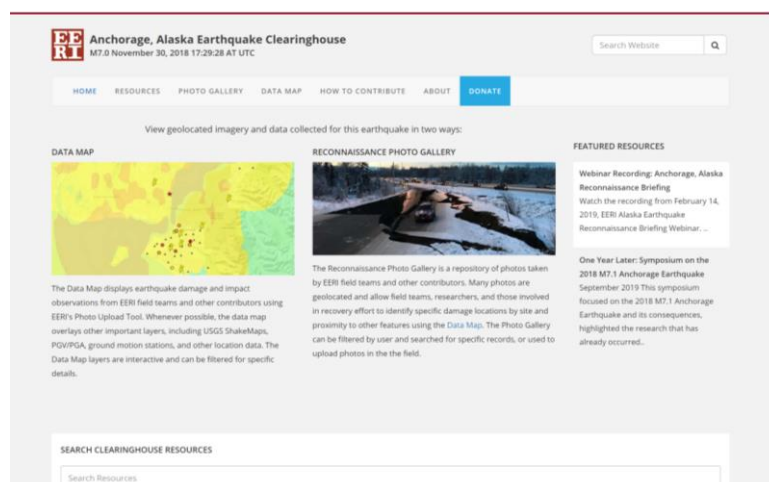 EE
RI
Anchorage, Alaska Earthquake Clearinghouse
M7.0 November 30, 2018 17:29:28 AT UTC
Search Website
HOME RESOURCES PHOTO GALLERY DATA MAP HOW TO CONTRIBUTE ABOUT DONATE
View geolocated imagery and data collected for this earthquake in two ways:
DATA MAP
The Data Map displays earthquake damage and impact
observations from EERI field teams and other contributors using
EERI's Photo Upload Tool. Whenever possible, the data map
overlays other important layers, including USGS ShakeMaps,
PGV/PGA, ground motion stations, and other location data. The
Data Map layers are interactive and can be filtered for specific
details.
RECONNAISSANCE PHOTO GALLERY
The Reconnaissance Photo Gallery is a repository of photos taken
by EERI field teams and other contributors. Many photos are
geolocated and allow field teams, researchers, and those involved
in recovery effort to identify specific damage locations by site and
proximity to other features using the Data Map. The Photo Gallery
can be filtered by user and searched for specific records, or used to
upload photos in the the field.
FEATURED RESOURCES
Webinar Recording: Anchorage, Alaska
Reconnaissance Briefing
Watch the recording from February 14,
2019, EERI Alaska Earthquake
Reconnaissance Briefing Webinar. ...
One Year Later: Symposium on the
2018 M7.1 Anchorage Earthquake
September 2019 This symposium
focused on the 2018 M7.1 Anchorage
Earthquake and its consequences,
highlighted the research that has
already occurred..
SEARCH CLEARINGHOUSE RESOURCES
Search Resources